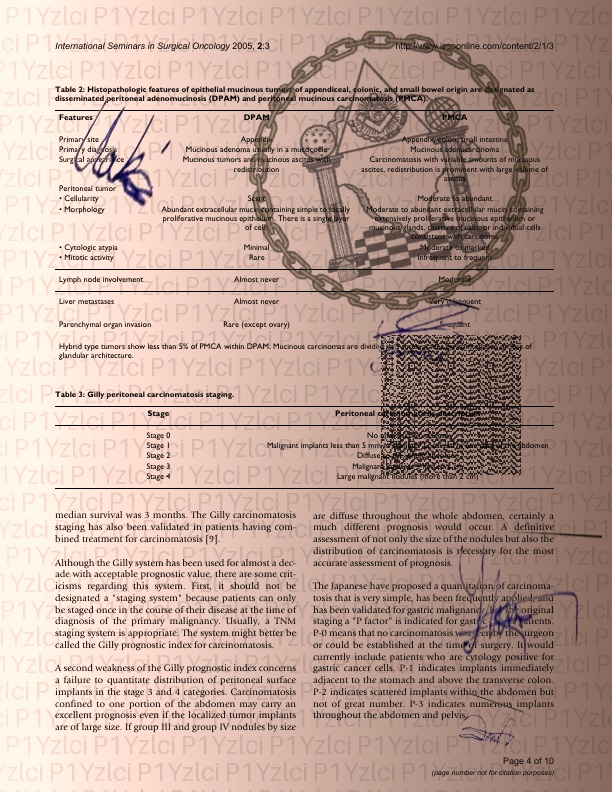 International Seminars in Surgical Oncology 2005, 2:3 http://www.issoonline.com/content/2/1/3
Table 2: Histopathologic features of epithelial mucinous tumors of appendiceal, colonic, and small bowel origin are designated as
disseminated peritoneal adenomucinosis (DPAM) and peritoneal mucinous carcinomatosis (PMCA).
Features DPAM PMCA
Primary site Appendix Appendix, colon, small intestine
Primary diagnosis Mucinous adenoma usually in a mucocoele Mucinous adenocarcinoma
Surgical appearance Mucinous tumors and mucinous ascites with Carcinomatosis with variable amounts of mucinous
redistribution ascites, redistribution is prominent with large volume of
ascites
Peritoneal tumor
• Cellularity Scant Moderate to abundant
• Morphology Abundant extracellular mucin containing simple to focally Moderate to abundant extracellular mucin containing
proliferative mucinous epithelium. There is a single layer extensively proliferative mucinous epithelium or
of cell mucinous glands, clusters of cells, or individual cells
consistent with carcinoma
• Cytologic atypia Minimal Moderate to marked
• Mitotic activity Rare Infrequent to frequent
Lymph node involvement Almost never Moderate
Liver metastases Almost never Very infrequent
Parenchymal organ invasion Rare (except ovary) Frequent
Hybrid type tumors show less than 5% of PMCA within DPAM. Mucinous carcinomas are of
glandular architecture.
Table 3: Gilly peritoneal carcinomatosis staging.
Stage Peritoneal
Stage 0 No
Stage 1 Malignant implants less than 5 mm abdomen
Stage 2 Diffuse
Stage 3 Malignant
Stage 4 Large malignant nodules (more than 2 cm)
median survival was 3 months. The Gilly carcinomatosis
staging has also been validated in patients having com-
bined treatment for carcinomatosis [9].
Although the Gilly system has been used for almost a dec-
ade with acceptable prognostic value, there are some crit-
icisms regarding this system. First, it should not be
designated a "staging system" because patients can only
be staged once in the course of their disease at the time of
diagnosis of the primary malignancy. Usually, a TNM
staging system is appropriate. The system might better be
called the Gilly prognostic index for carcinomatosis.
A second weakness of the Gilly prognostic index concerns
a failure to quantitate distribution of peritoneal surface
implants in the stage 3 and 4 categories. Carcinomatosis
confined to one portion of the abdomen may carry an
excellent prognosis even if the localized tumor implants
are of large size. If group III and group IV nodules by size
are diffuse throughout the whole abdomen, certainly a
much different prognosis would occur. A definitive
assessment of not only the size of the nodules but also the
distribution of carcinomatosis is necessary for the most
accurate assessment of prognosis.
The Japanese have proposed a quantitation of carcinoma-
tosis that is very simple, has been frequently applied, and
has been validated for gastric malignancy. In the original
staging a "P factor" is indicated for gastric patients.
P-0 means that no carcinomatosis was seen by the surgeon
or could be established at the time of surgery. It would
currently include patients who are cytology positive for
gastric cancer cells. P-1 indicates implants immediately
adjacent to the stomach and above the transverse colon.
P-2 indicates scattered implants within the abdomen but
not of great number. P-3 indicates numerous implants
throughout the abdomen and pelvis.
Page 4 of 10
(page number not for citation purposes)